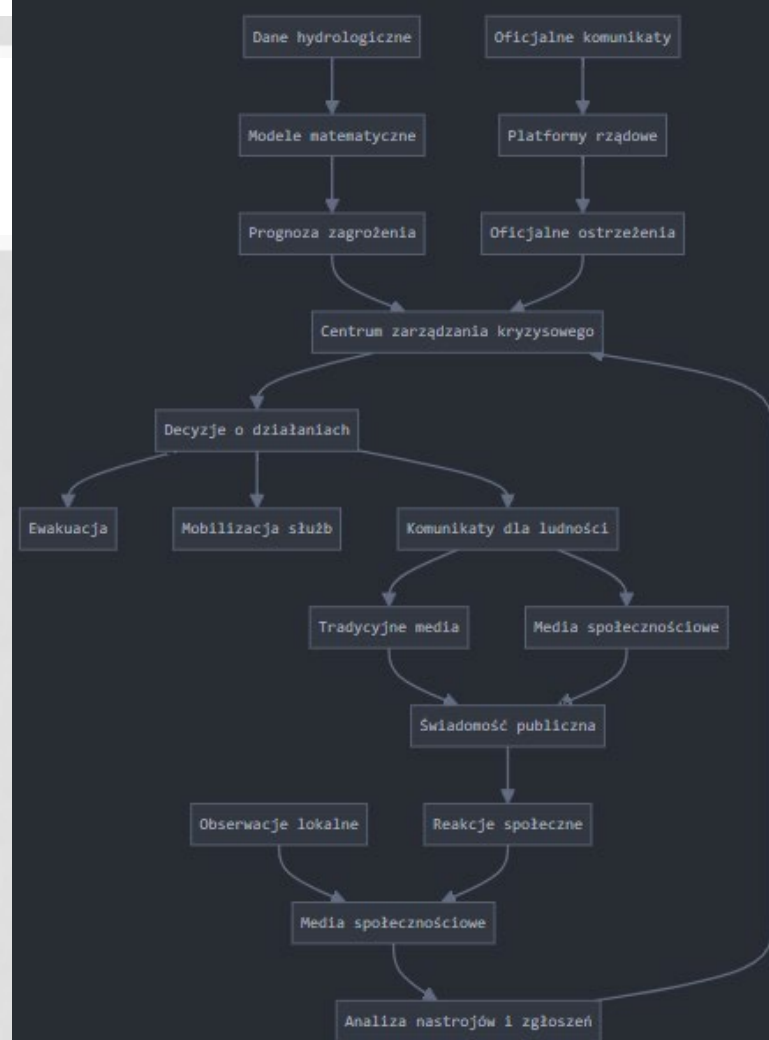 Dane hydrologiczne
Oficjalne komunikaty
Modele matematyczne
Platformy rządowe
Prognoza zagrożenia
Oficjalne ostrzeżenia
Centrum zarządzania kryzysowego
Decyzje o działaniach
Ewakuacja
Mobilizacja służb
Komunikaty dla ludności
Tradycyjne media
Media społecznościowe
Świadomość publiczna
Obserwacje lokalne
Reakcje społeczne
Media społecznościowe
Analiza nastrojów i zgłoszeń